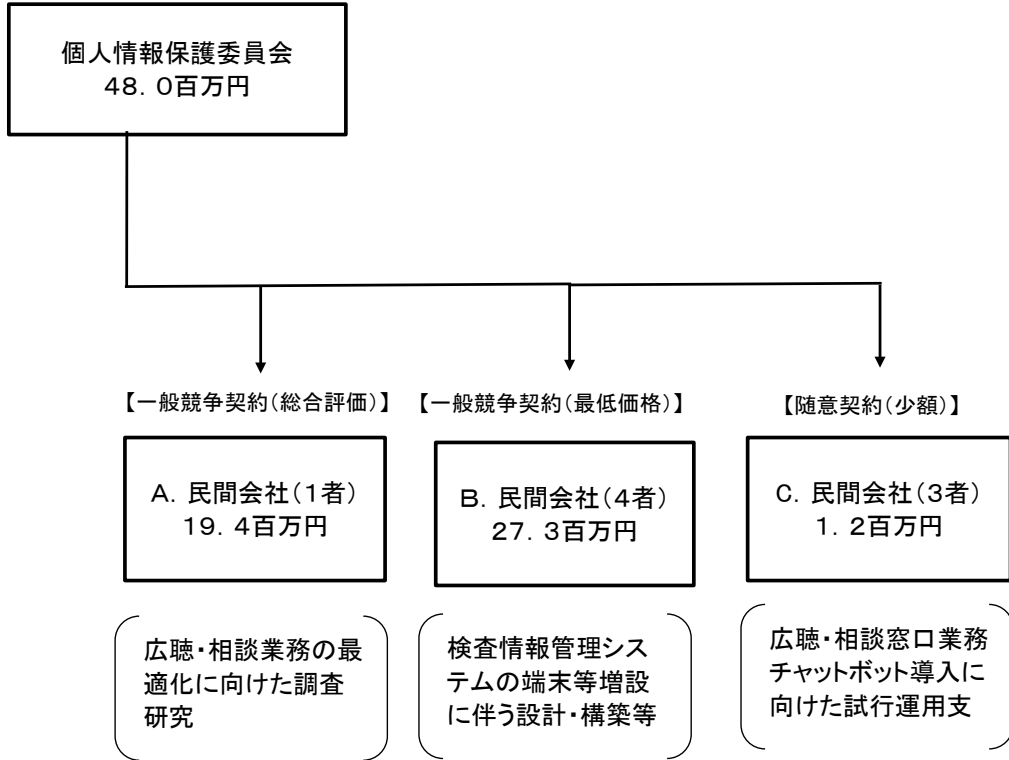 個人情報保護委員会
48．0百万円
【一般競争契約（総合評価）】
【一般競争契約（最低価格）】
【随意契約（少額）】
A．民間会社（1者）
19．4百万円
B．民間会社（4者）
27．3百万円
C．民間会社（3者）
1．2百万円
広聴・相談業務の最
適化に向けた調査
研究
検査情報管理シス
テムの端末等増設
に伴う設計・構築等
広聴・相談窓口業務
チャットボット導入に
向けた試行運用支